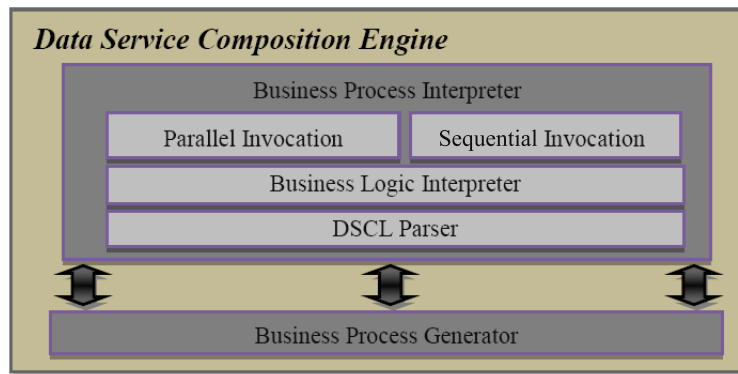 Data Service Composition Engine
Business Process Interpreter
Parallel Invocation
Sequential Invocation
Business Logic Interpreter
DSCL Parser
Business Process Generator